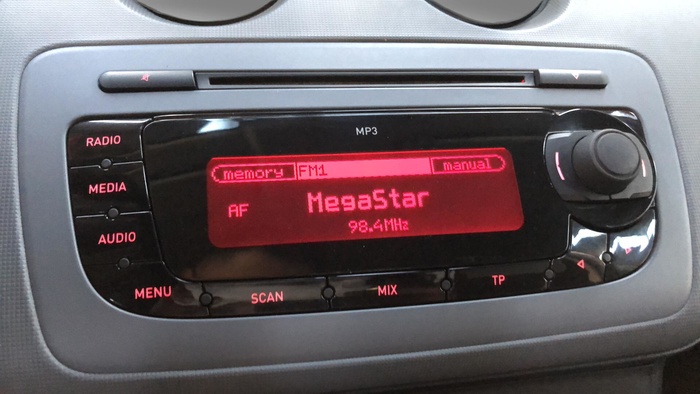 MP3
RADIO
MEDIA
AUDIO
memory FM1 manual
AF MegaStar
98.4MHz
MENU SCAN MIX TP